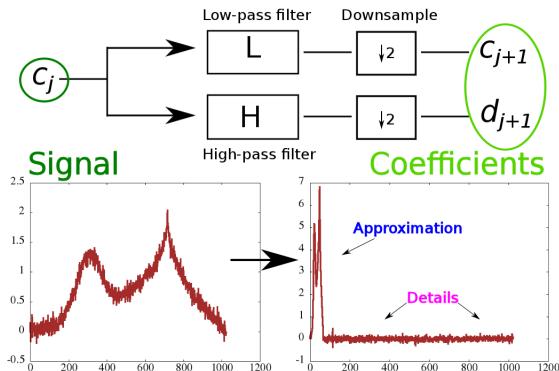 Low-pass filter
Downsample
L
↓2
c_j
c_{j+1}
H
↓2
d_{j+1}
High-pass filter
Signal
Coefficients
2.5
2
1.5
1
0.5
0
-0.5
0 200 400 600 800 1000 1200
7
6
5
4
3
2
1
0
-1
0 200 400 600 800 1000 1200
Approximation
Details